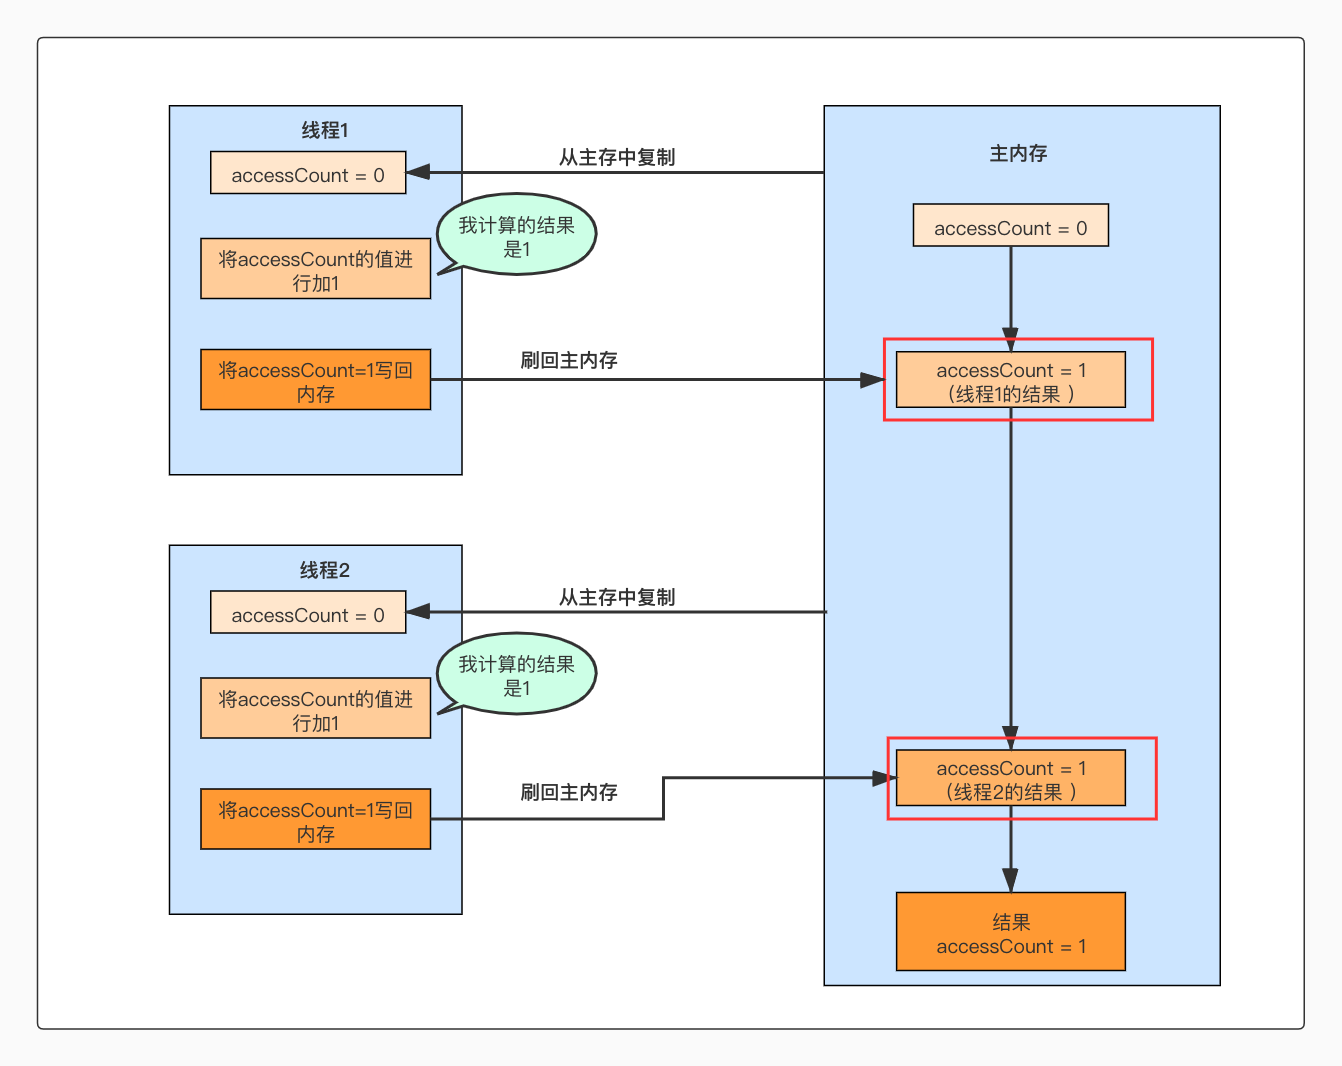 线程1
accessCount = 0
将accessCount的值进
行加1
将accessCount=1写回
内存
从主存中复制
我计算的结果
是1
刷回主内存
线程2
accessCount = 0
将accessCount的值进
行加1
将accessCount=1写回
内存
从主存中复制
我计算的结果
是1
刷回主内存
主内存
accessCount = 0
accessCount = 1
（线程1的结果 ）
accessCount = 1
（线程2的结果 ）
结果
accessCount = 1